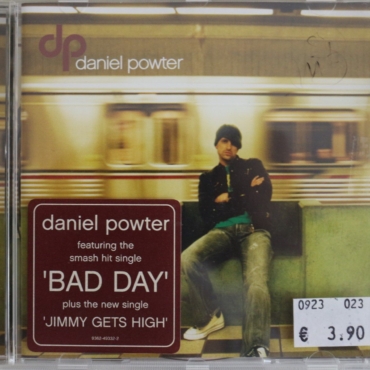 dp
daniel powter
daniel powter
featuring the
smash hit single
'BAD DAY'
plus the new single
'JIMMY GETS HIGH'
0923 023
€ 3.90